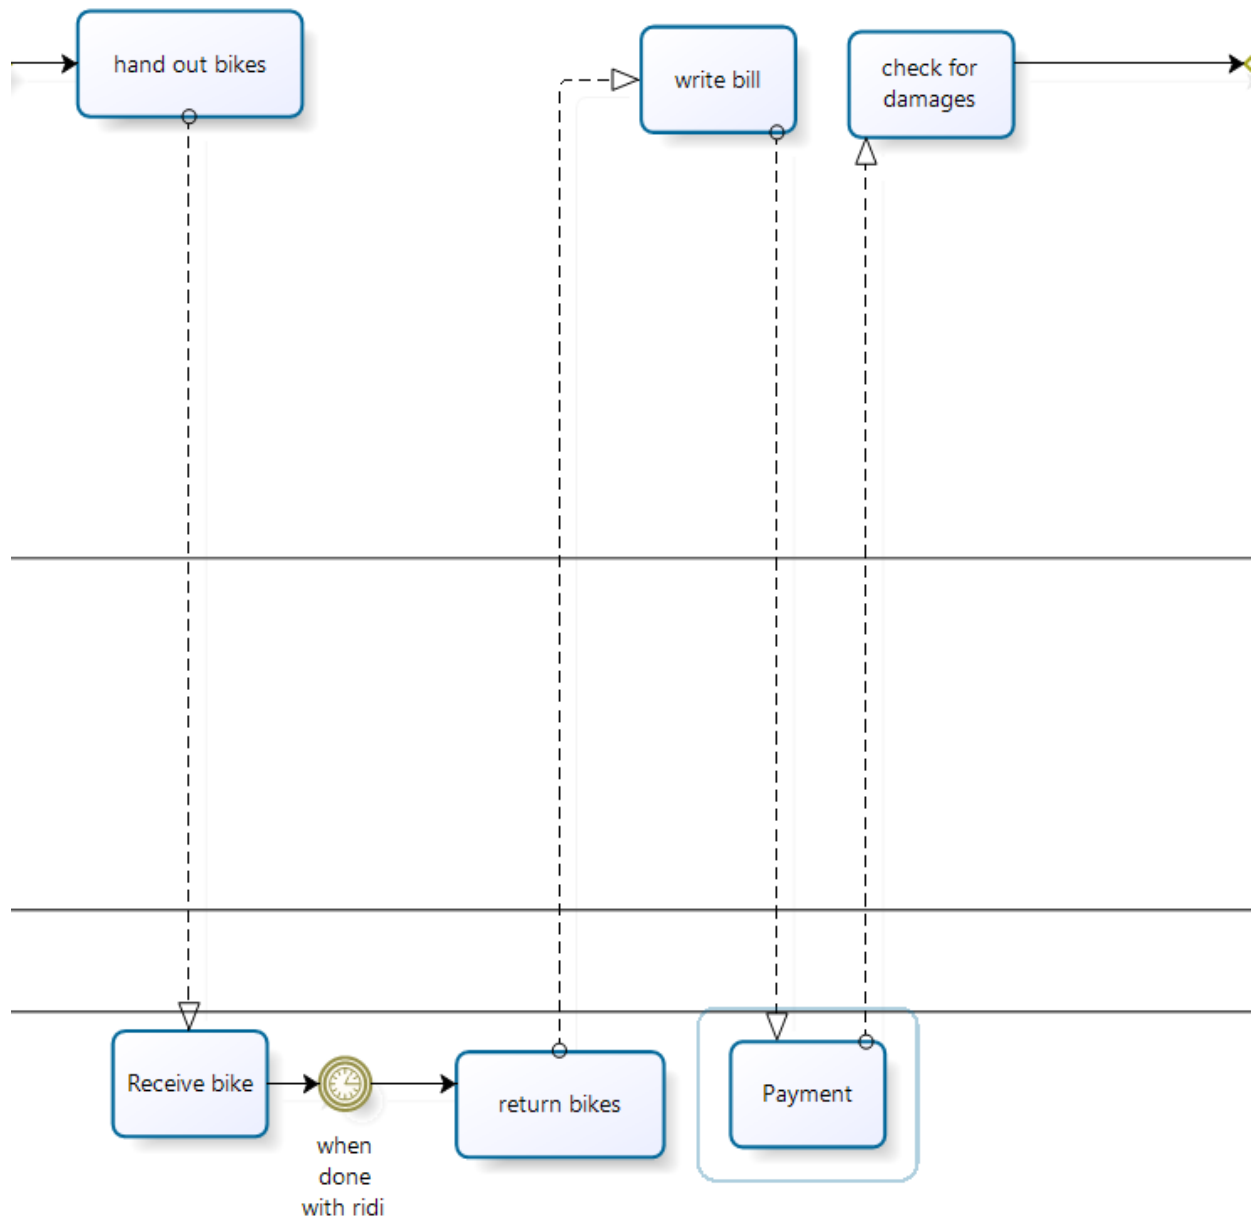 hand out bikes
write bill
check for
damages
Receive bike
when
done
with ridi
return bikes
Payment